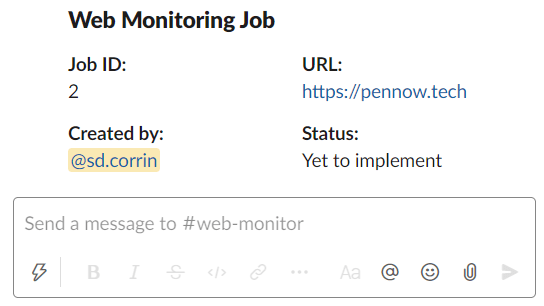 Web Monitoring Job
Job ID:
2
URL:
https://pennow.tech
Created by:
@sd.corrin
Status:
Yet to implement
Send a message to #web-monitor
B I S </> Aa @